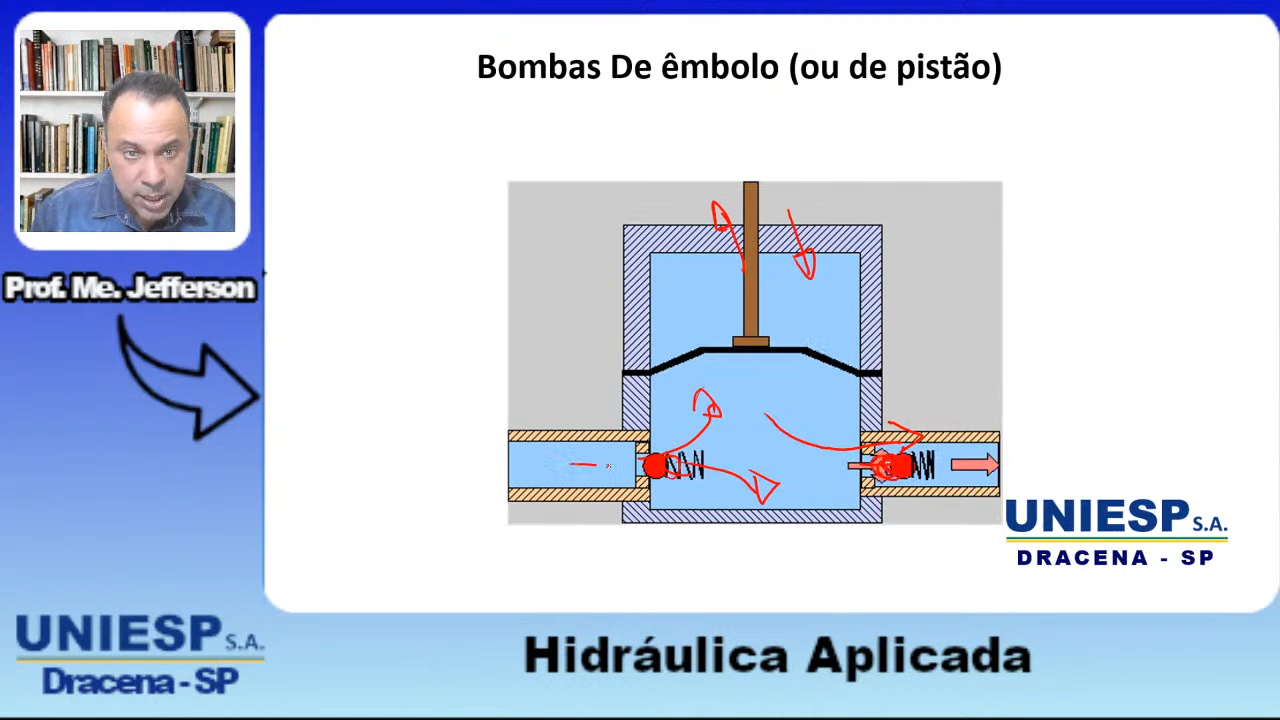 Bombas De êmbolo (ou de pistão)
Prof. Me. Jefferson
UNIESP S.A.
DRACENA - SP
UNIESP S.A.
Dracena - SP
Hidráulica Aplicada